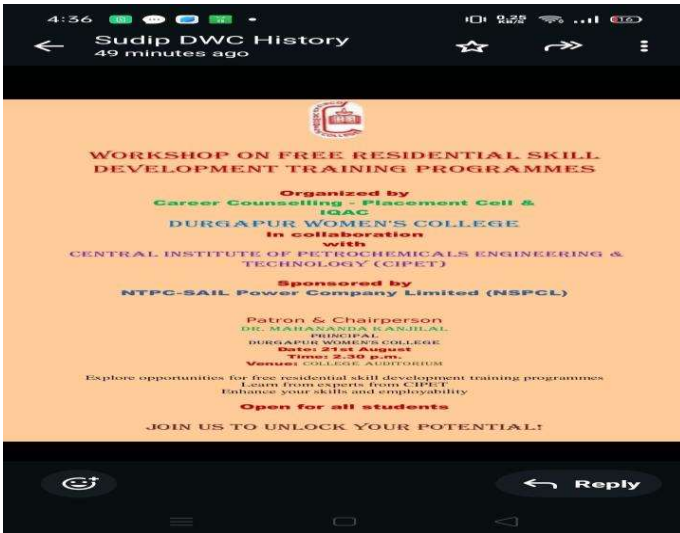 4:36
0.25
KB/S
16
Sudip DWC History
49 minutes ago
WORKSHOP ON FREE RESIDENTIAL SKILL
DEVELOPMENT TRAINING PROGRAMMES
Organized by
Career Counselling - Placement Cell &
IQAC
DURGAPUR WOMEN'S COLLEGE
In collaboration
with
CENTRAL INSTITUTE OF PETROCHEMICALS ENGINEERING &
TECHNOLOGY (CIPET)
Sponsored by
NTPC-SAIL Power Company Limited (NSPCL)
Patron & Chairperson
DR. MAHANANDA KANJILAL
PRINCIPAL
DURGAPUR WOMEN'S COLLEGE
Date: 21st August
Time: 2.30 p.m.
Venue: COLLEGE AUDITORIUM
Explore opportunities for free residential skill development training programmes
Learn from experts from CIPET
Enhance your skills and employability
Open for all students
JOIN US TO UNLOCK YOUR POTENTIAL!
Reply